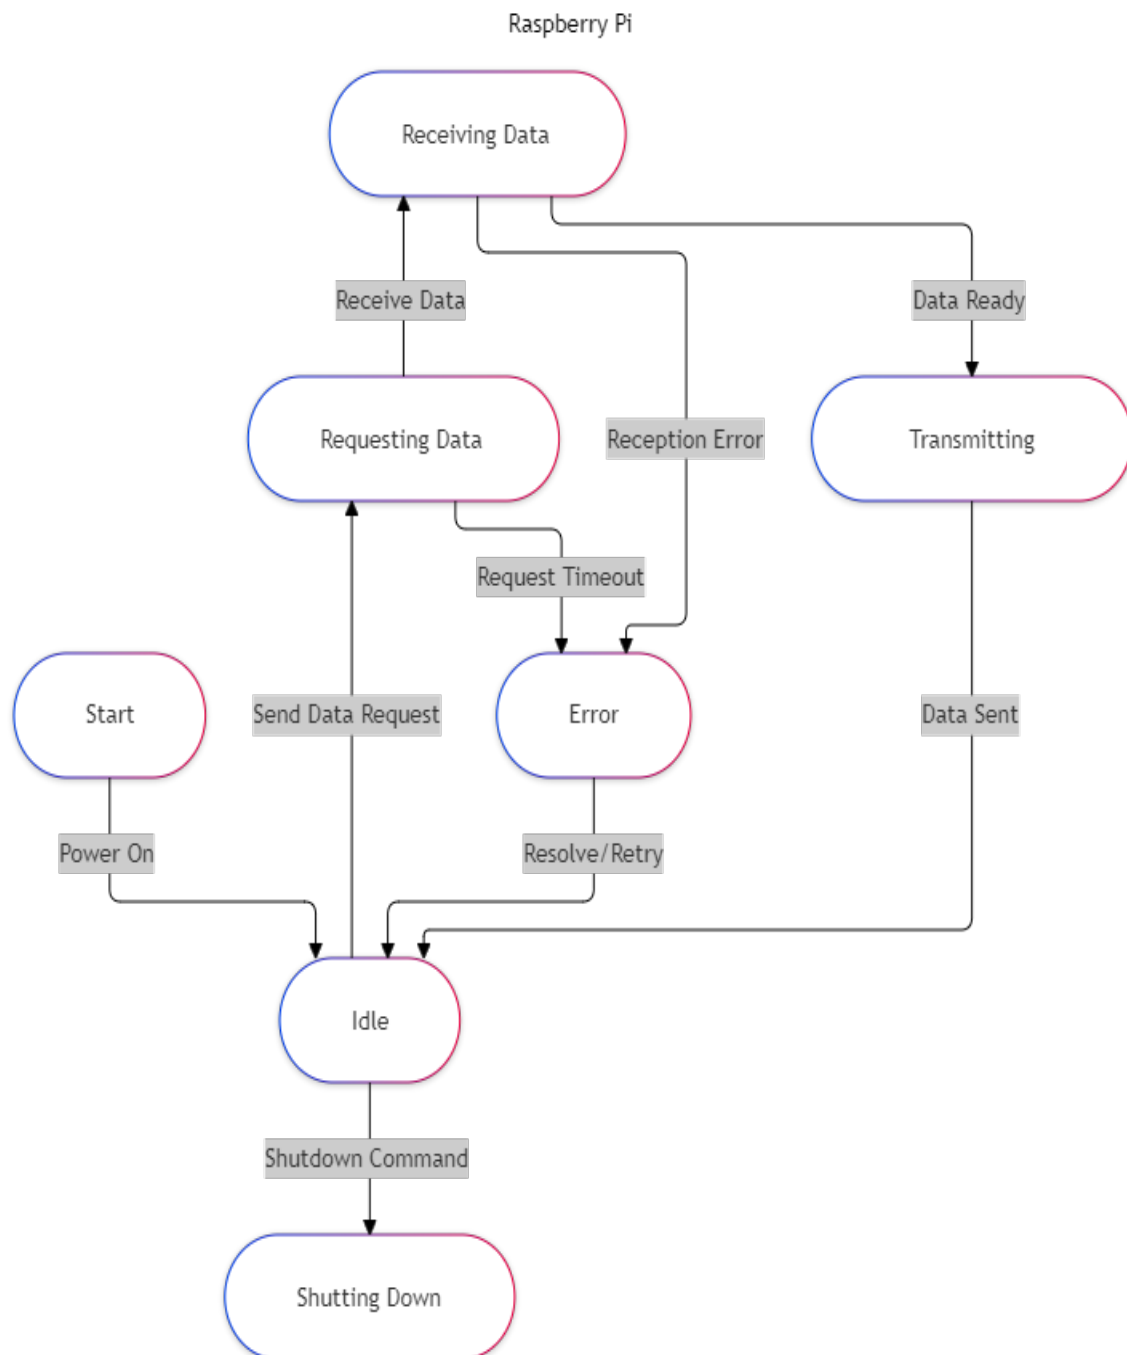 Raspberry Pi
Receiving Data
Receive Data
Data Ready
Requesting Data
Reception Error
Transmitting
Request Timeout
Start
Send Data Request
Error
Data Sent
Power On
Resolve/Retry
Idle
Shutdown Command
Shutting Down